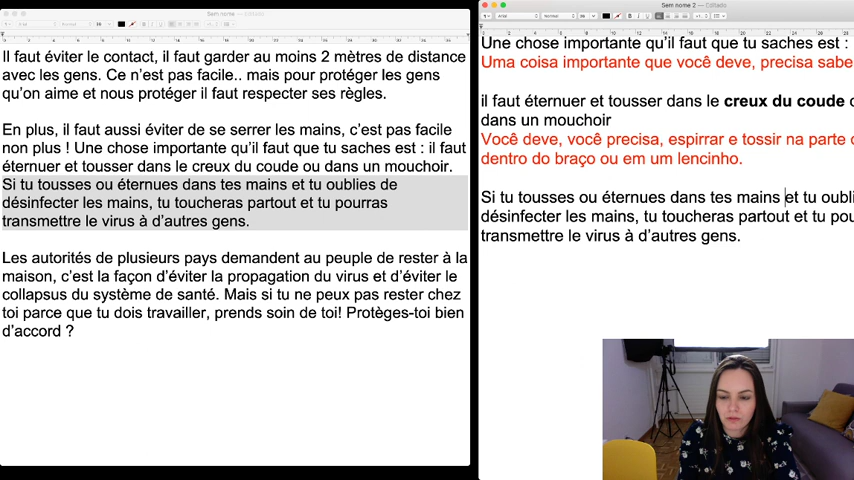 Sem nome
Il faut éviter le contact, il faut garder au moins 2 mètres de distance
avec les gens. Ce n'est pas facile.. mais pour protéger les gens
qu'on aime et nous protéger il faut respecter ses règles.
En plus, il faut aussi éviter de se serrer les mains, c'est pas facile
non plus ! Une chose importante qu'il faut que tu saches est : il faut
éternuer et tousser dans le creux du coude ou dans un mouchoir.
Si tu tousses ou éternues dans tes mains et tu oublies de
désinfecter les mains, tu toucheras partout et tu pourras
transmettre le virus à d'autres gens.
Les autorités de plusieurs pays demandent au peuple de rester à la
maison, c'est la façon d'éviter la propagation du virus et d'éviter le
collapsus du système de santé. Mais si tu ne peux pas rester chez
toi parce que tu dois travailler, prends soin de toi! Protèges-toi bien
d'accord ?
Sem nome 2 — Editado
Une chose importante qu'il faut que tu saches est :
Uma coisa importante que você deve, precisa sabe
il faut éternuer et tousser dans le creux du coude
dans un mouchoir
Você deve, você precisa, espirrar e tossir na parte
dentro do braço ou em um lencinho.
Si tu tousses ou éternues dans tes mains et tu oubli
désinfecter les mains, tu toucheras partout et tu pou
transmettre le virus à d'autres gens.